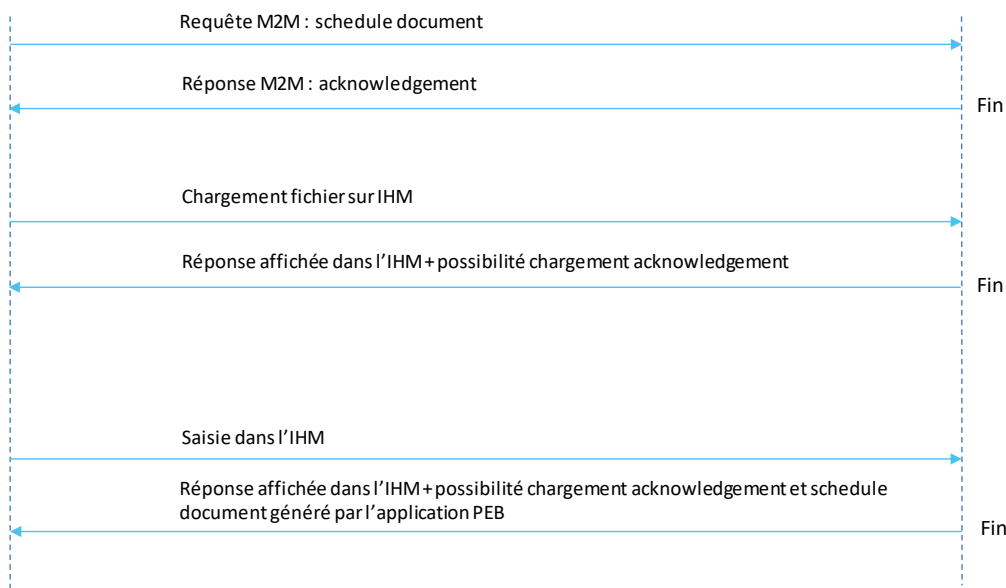 Requête M2M : schedule document
Réponse M2M : acknowledgement
Fin
Chargement fichier sur IHM
Réponse affichée dans l'IHM + possibilité chargement acknowledgement
Fin
Saisie dans l'IHM
Réponse affichée dans l'IHM + possibilité chargement acknowledgement et schedule
document généré par l'application PEB
Fin